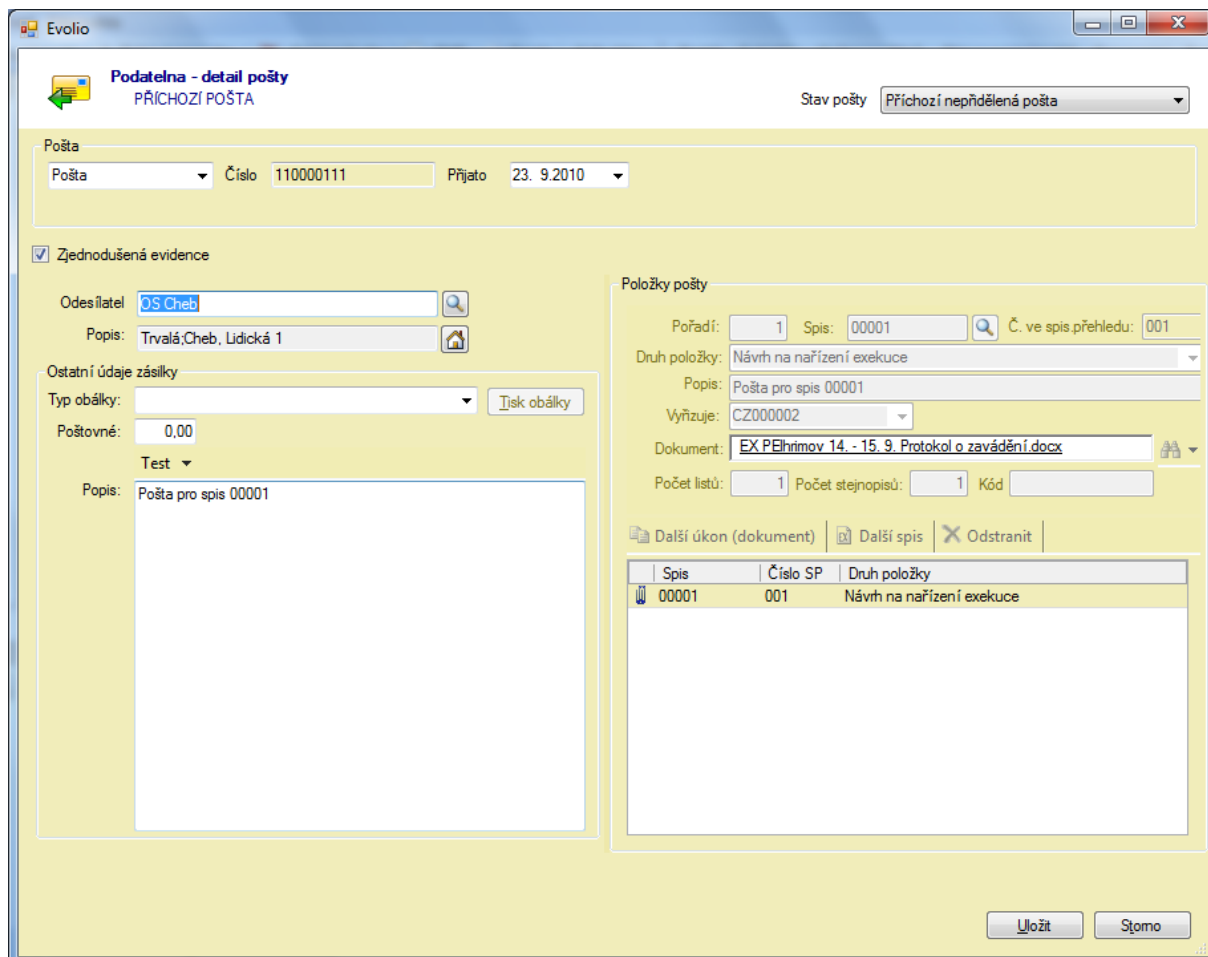 Evolio
Podatelna - detail pošty
PŘÍCHOZÍ POŠTA
Stav pošty Příchozí nepřidělená pošta
Pošta
Pošta Číslo 110000111 Přijato 23. 9.2010
Zjednodušená evidence
Odesílatel OS Cheb
Popis: Trvalá;Cheb, Lidická 1
Ostatní údaje zásilky
Typ obálky: Tisk obálky
Poštovné: 0,00
Test
Popis: Pošta pro spis 00001
Položky pošty
Pořadí: 1 Spis: 00001 Č. ve spis.přehledu: 001
Druh položky: Návrh na nařízení exekuce
Popis: Pošta pro spis 00001
Vyřizuje: CZ000002
Dokument: EX PElhrimov 14. - 15. 9. Protokol o zavádění.docx
Počet listů: 1 Počet stejnopisů: 1 Kód
Další úkon (dokument) Další spis Odstranit
Spis Číslo SP Druh položky
00001 001 Návrh na nařízení exekuce
Uložit Storno